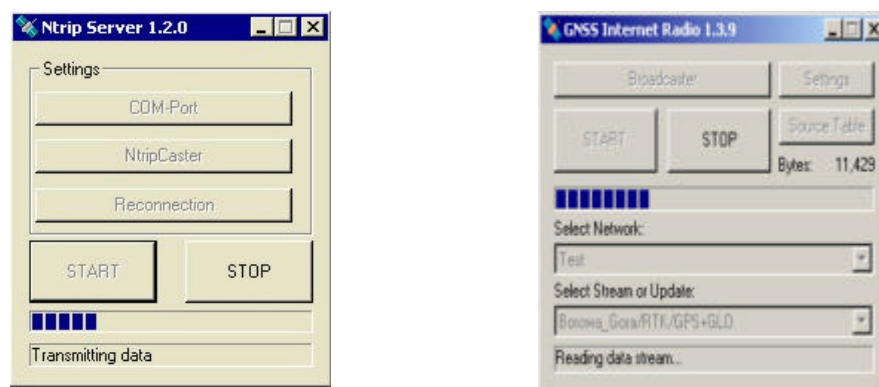 Ntrip Server 1.2.0
Settings
COM-Port
NtripCaster
Reconnection
START
STOP
Transmitting data
GNSS Internet Radio 1.3.9
Broadcaster
Settings
START
STOP
Source Table
Bytes: 11,429
Select Network:
Test
Select Stream or Update:
Borowa_Gora/RTK/GPS+GLO
Reading data stream...